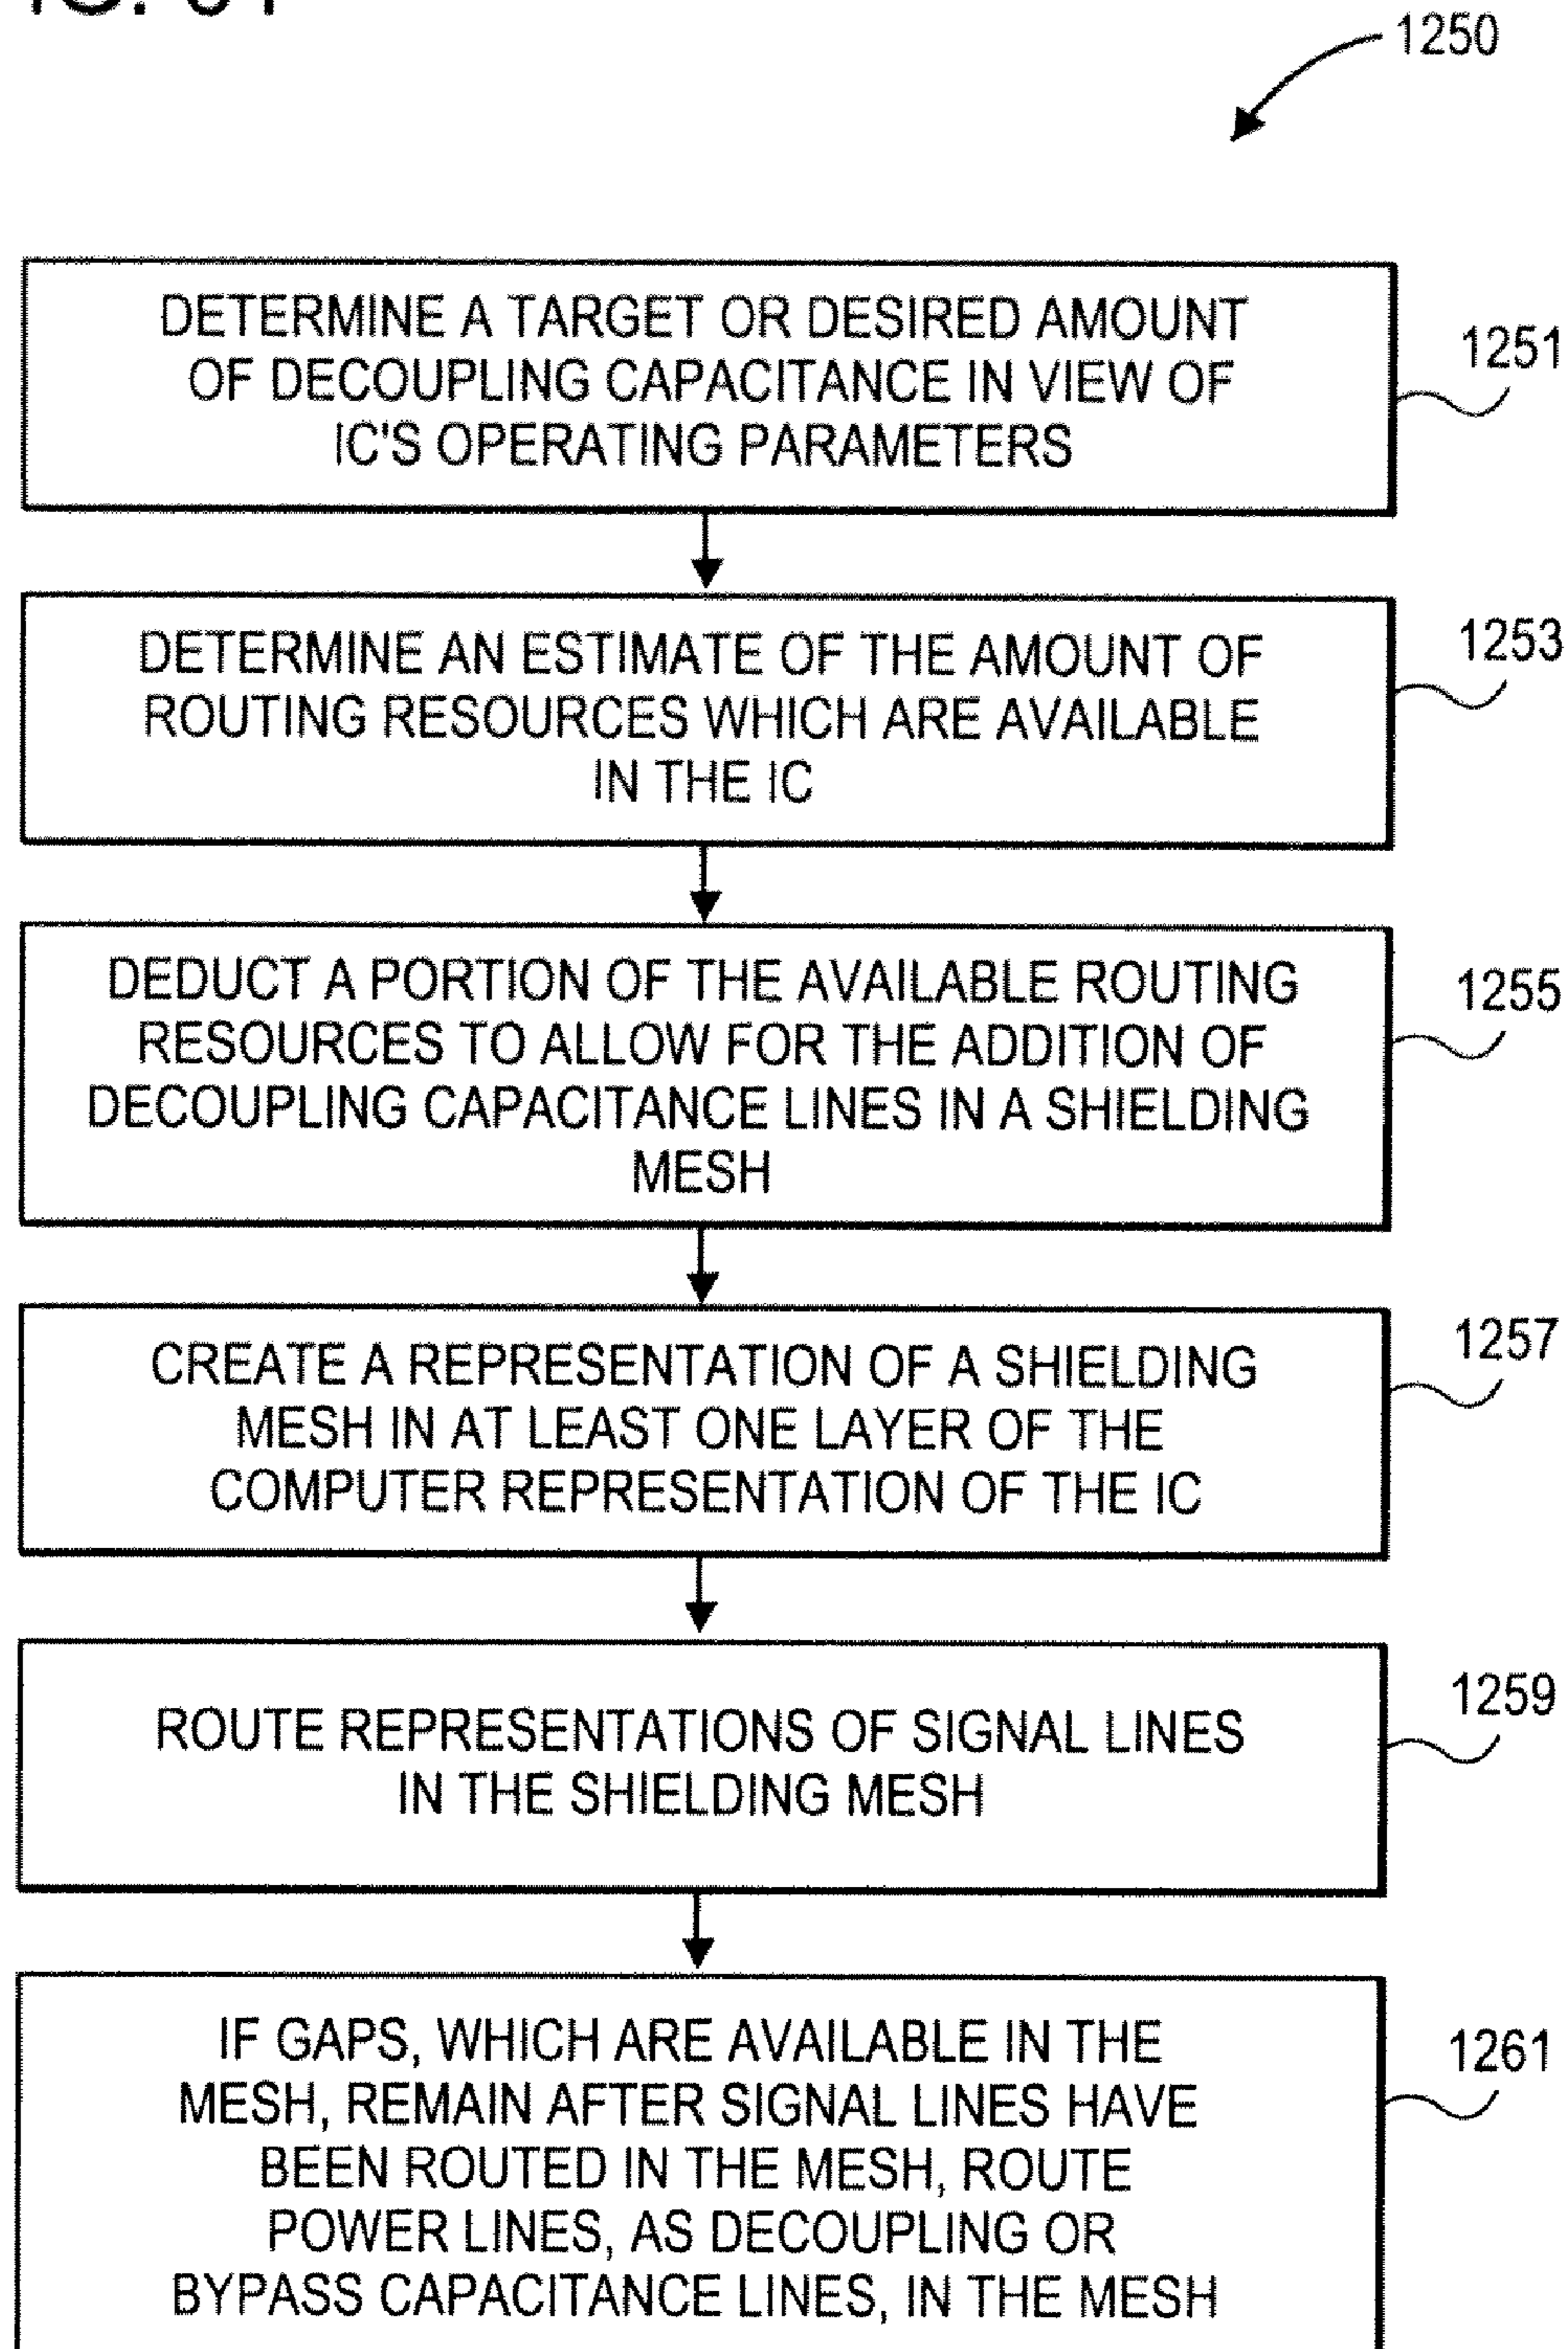 1250
DETERMINE A TARGET OR DESIRED AMOUNT
OF DECOUPLING CAPACITANCE IN VIEW OF
IC'S OPERATING PARAMETERS
1251
DETERMINE AN ESTIMATE OF THE AMOUNT OF
ROUTING RESOURCES WHICH ARE AVAILABLE
IN THE IC
1253
DEDUCT A PORTION OF THE AVAILABLE ROUTING
RESOURCES TO ALLOW FOR THE ADDITION OF
DECOUPLING CAPACITANCE LINES IN A SHIELDING
MESH
1255
CREATE A REPRESENTATION OF A SHIELDING
MESH IN AT LEAST ONE LAYER OF THE
COMPUTER REPRESENTATION OF THE IC
1257
ROUTE REPRESENTATIONS OF SIGNAL LINES
IN THE SHIELDING MESH
1259
IF GAPS, WHICH ARE AVAILABLE IN THE
MESH, REMAIN AFTER SIGNAL LINES HAVE
BEEN ROUTED IN THE MESH, ROUTE
POWER LINES, AS DECOUPLING OR
BYPASS CAPACITANCE LINES, IN THE MESH
1261